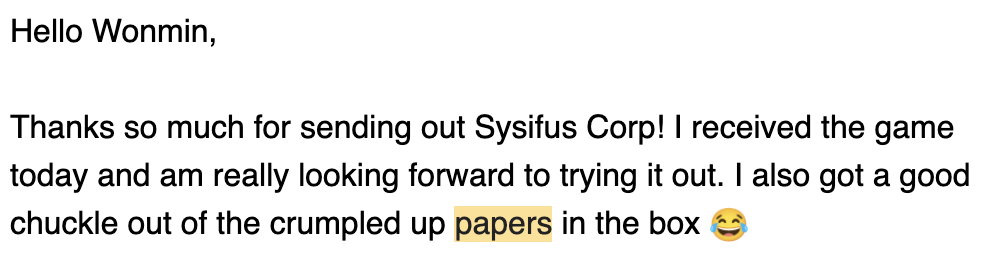 Hello Wonmin,
Thanks so much for sending out Sysifus Corp! I received the game
today and am really looking forward to trying it out. I also got a good
chuckle out of the crumpled up papers in the box 😂